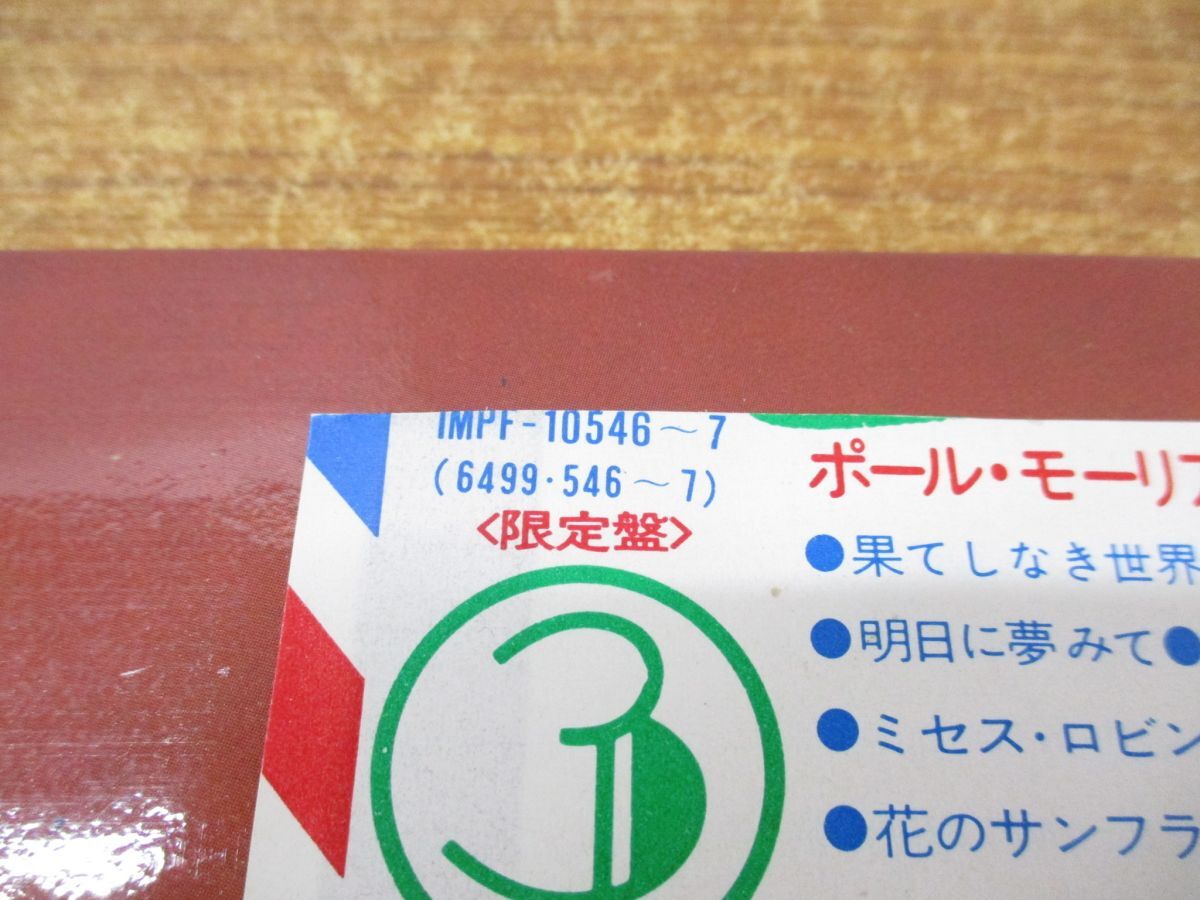 IMPF-10546～7
(6499・546～7)
<限定盤>
3
ポール・モーリア
●果てしなき世界
●明日に夢みて●
●ミセス・ロビン
●花のサンフラ